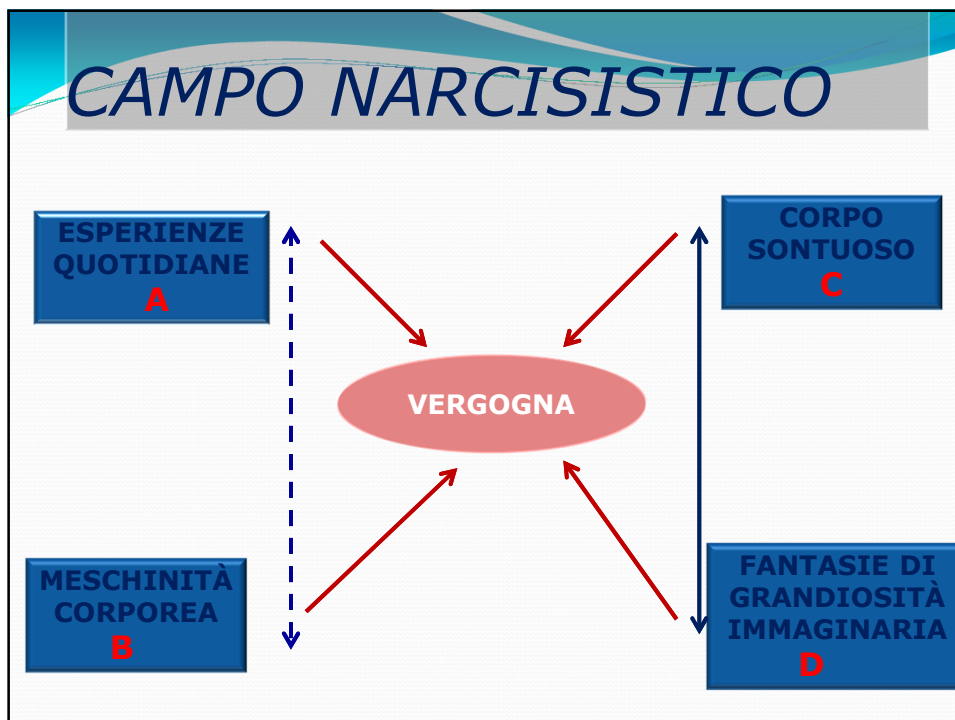 CAMPO NARCISISTICO
ESPERIENZE
QUOTIDIANE
A
CORPO
SONTUOSO
C
VERGOGNA
MESCHINITÀ
CORPOREA
B
FANTASIE DI
GRANDIOSITÀ
IMMAGINARIA
D